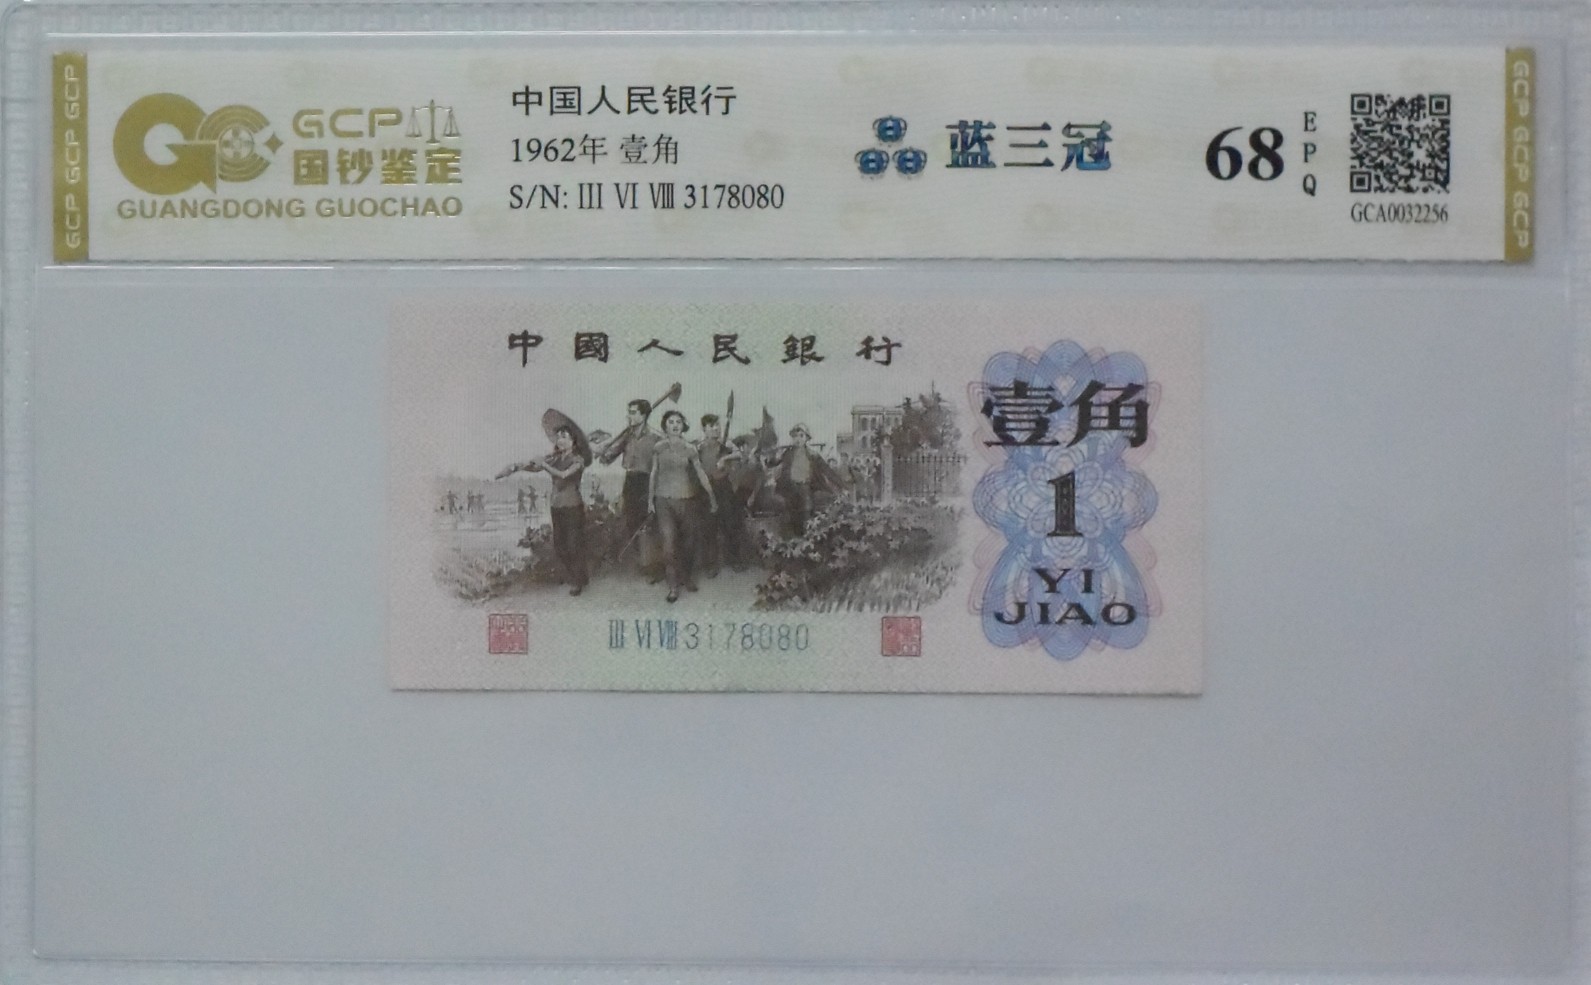 GCP GCP GCP
GCP
国钞鉴定
GUANGDONG GUOCHAO
中国人民银行
1962年 壹角
S/N: Ⅲ Ⅵ Ⅷ 3178080
蓝三冠
68
EPQ
GCA0032256
GCP GCP GCP
中國人民銀行
壹角
1
YI
JIAO
Ⅲ Ⅵ Ⅷ 3178080